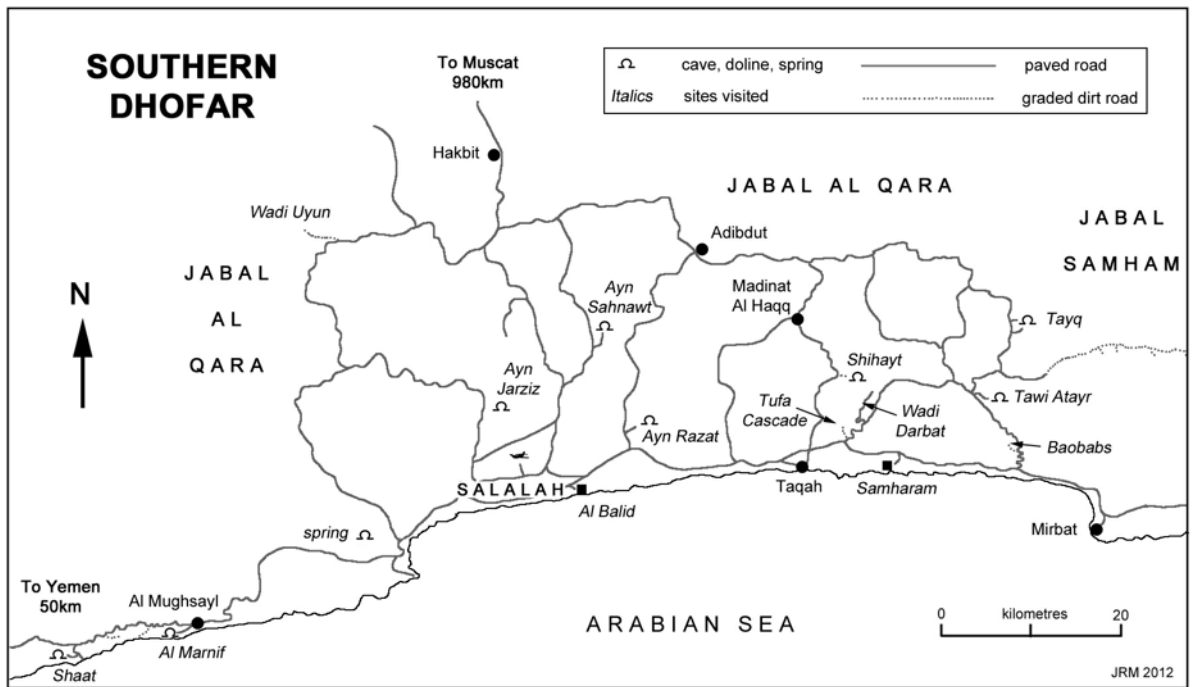 SOUTHERN
DHOFAR
To Muscat
980km
cave, doline, spring
paved road
Italics
sites visited
graded dirt road
Hakbit
JABAL AL QARA
Wadi Uyun
JABAL
SAMHAM
Adibdut
JABAL
AL
QARA
N
Ayn
Sahnawt
Madinat
Al Haqq
Tayq
Ayn
Jarziz
Shihayt
Tufa
Cascade
Wadi
Darbat
Tawi Atayr
Ayn Razat
Baobabs
SALALAH
Al Balid
Taqah
Samharam
spring
Mirbat
To Yemen
50km
Al Mughsayl
Al Marnif
Shaat
ARABIAN SEA
0
kilometres
20
JRM 2012